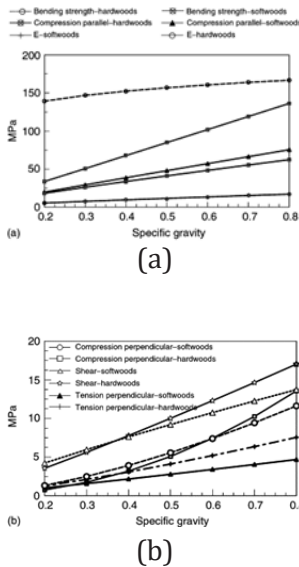 Bending strength–hardwoods
Bending strength–softwoods
Compression parallel–hardwoods
Compression parallel–softwoods
E-softwoods
E–hardwoods
200
150
100
50
0
MPa
0.2 0.3 0.4 0.5 0.6 0.7 0.8
(a)
Specific gravity
(a)
20
15
10
5
0
MPa
Compression perpendicular–softwoods
Compression perpendicular–hardwoods
Shear–softwoods
Shear–hardwoods
Tension perpendicular–softwoods
Tension perpendicular–hardwoods
0.2 0.3 0.4 0.5 0.6 0.7 0.
(b)
Specific gravity
(b)